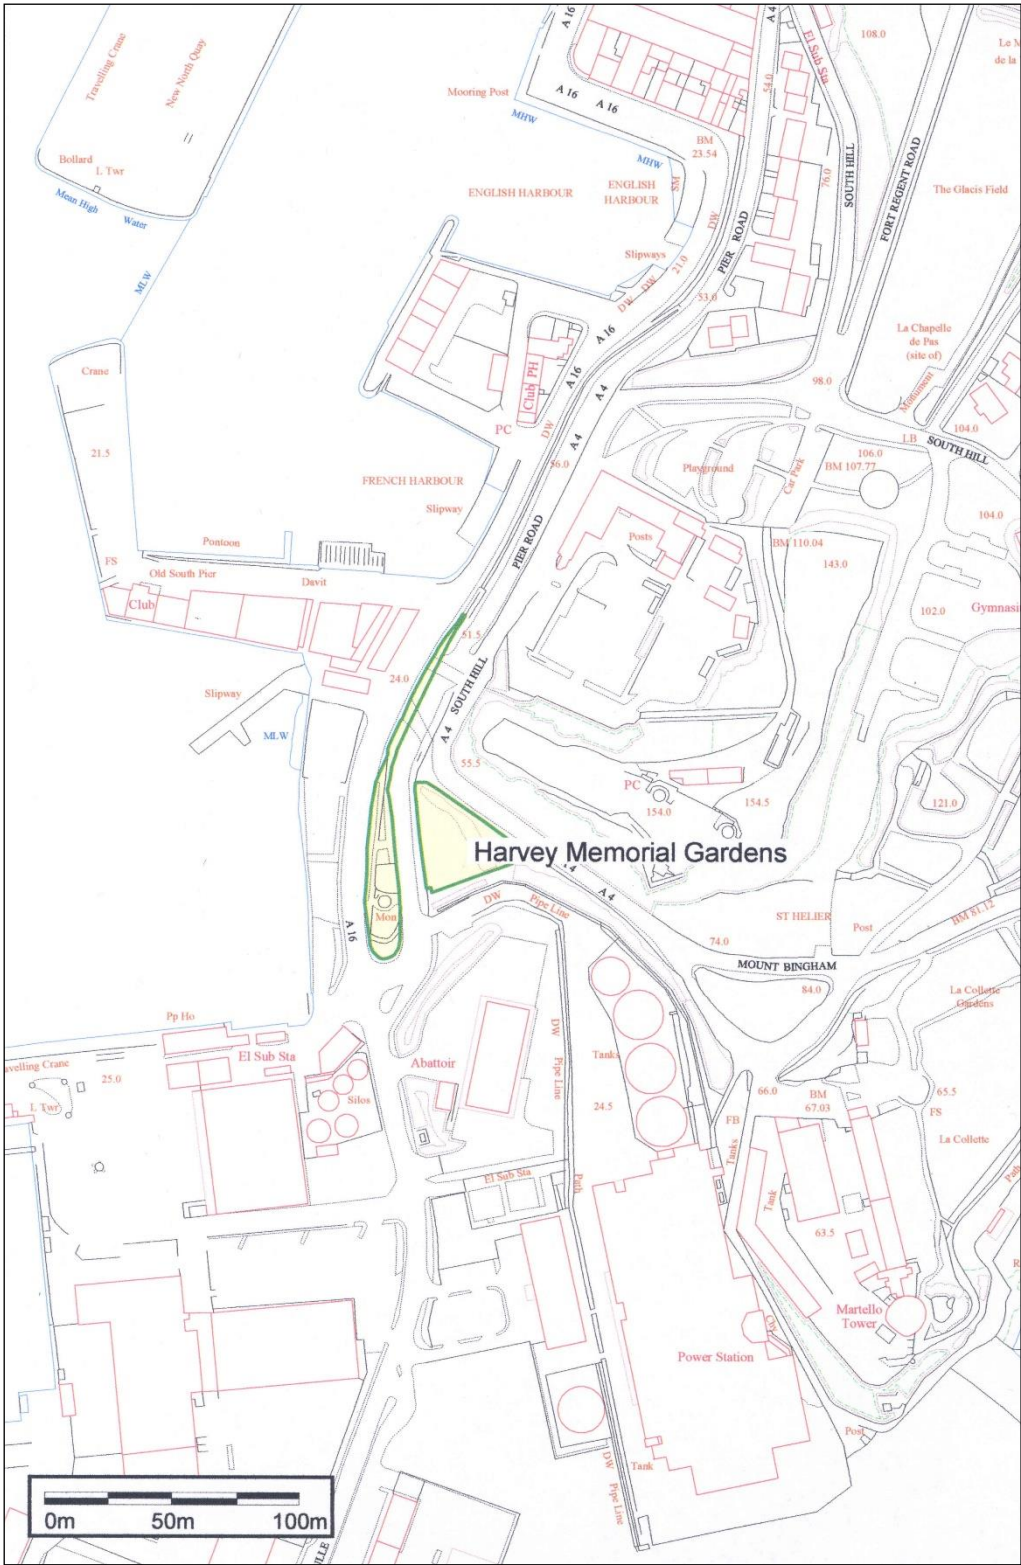 Travelling Crane
New North Quay
Bollard
L Twr
Mean High
Water
MLW
Mooring Post
A 16
A 16
A 16
MHW
MHW
BM
23.54
ENGLISH HARBOUR
ENGLISH
HARBOUR
SM
DW
Slipways
21.0
DW
DW
A 4
54.0
El Sub Sta
108.0
de la
76.0
SOUTH HILL
FORT REGENT ROAD
The Glacis Field
PIER ROAD
53.0
La Chapelle
de Pas
(site of)
Monument
98.0
104.0
LB
SOUTH HILL
106.0
BM 107.77
Crane
21.5
A 16
A 16
A 4
A 4
Club PH
PC
DW
56.0
FRENCH HARBOUR
Slipway
PIER ROAD
Playground
Car Park
Posts
BM 110.04
143.0
104.0
102.0
Pontoon
FS
Old South Pier
Davit
Club
51.5
24.0
Slipway
MLW
A 4
SOUTH HILL
55.5
PC
154.0
154.5
121.0
Harvey Memorial Gardens
A 4
Mon
A 16
DW
Pipe Line
ST HELIER
Post
BM 81.12
74.0
MOUNT BINGHAM
84.0
La Collette
Gardens
Pp Ho
El Sub Sta
25.0
L Twr
Silos
Abattoir
DW
Pipe Line
Tanks
24.5
66.0
BM
67.03
65.5
FS
FB
Tanks
La Collette
Path
El Sub Sta
Path
Tank
63.5
Martello
Tower
Power Station
Post
Tank
DW
Pipe Line
0m
50m
100m